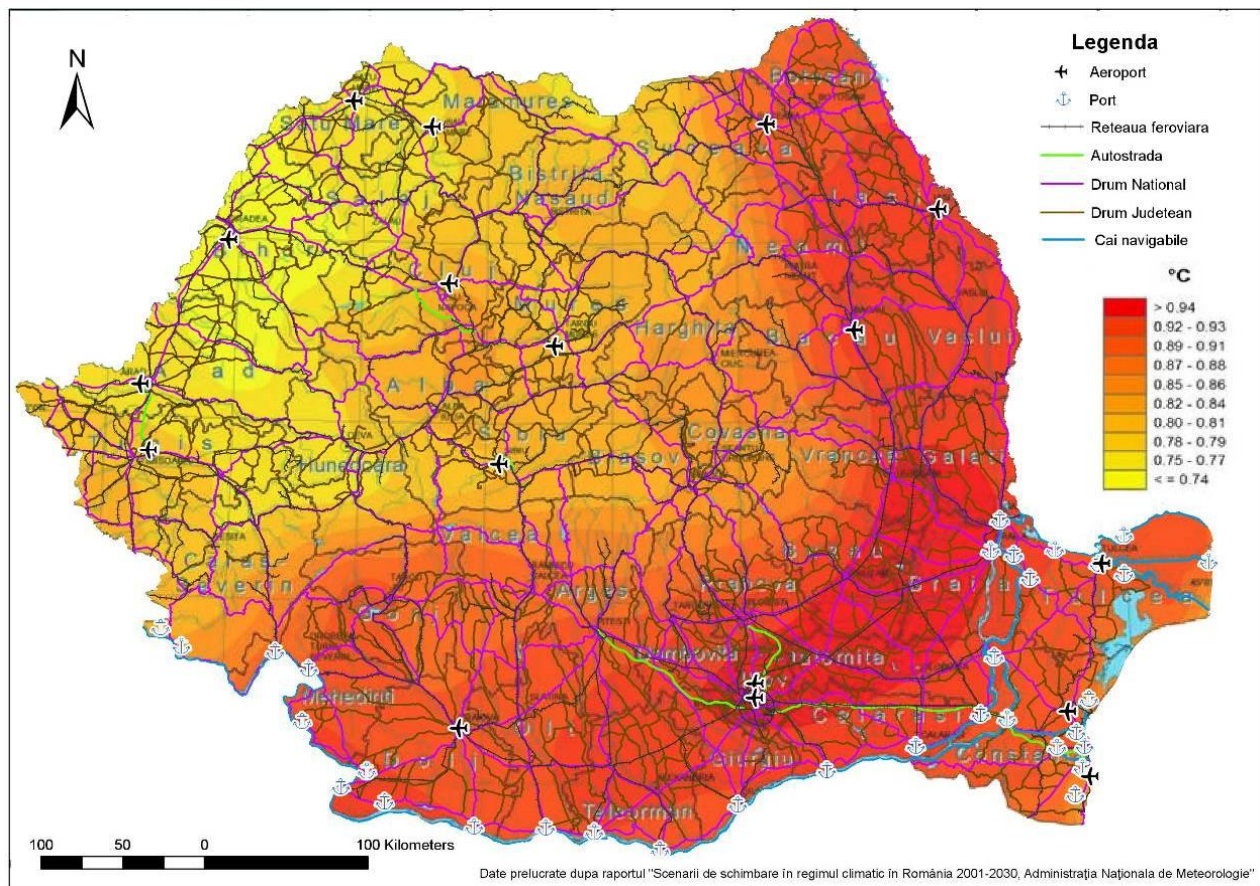 N
Legenda
Aeroport
Port
Reteaua feroviara
Autostrada
Drum National
Drum Judetean
Cai navigabile
°C
> 0.94
0.92 - 0.93
0.89 - 0.91
0.87 - 0.88
0.85 - 0.86
0.82 - 0.84
0.80 - 0.81
0.78 - 0.79
0.75 - 0.77
< = 0.74
Botosani
Maramures
Satu Mare
Suceava
Bistrita-
Nasaud
Salaj
Iasi
Bihor
Neamt
Cluj
Mures
Harghita
Bacau
Vaslui
Arad
Alba
Timis
Sibiu
Covasna
Hunedoara
Brasov
Vrancea
Galati
Valcea
Buzau
Caras-
Severin
Arges
Prahova
Braila
Tulcea
TULCEA
Gorj
PITESTI
Dambovita
Ialomita
Mehedinti
Olt
Calarasi
Dolj
Giurgiu
Constanta
ALEXANDRIA
Teleorman
100 50 0 100 Kilometers
Date prelucrate dupa raportul "Scenarii de schimbare în regimul climatic în România 2001-2030, Administraţia Naţionala de Meteorologie"